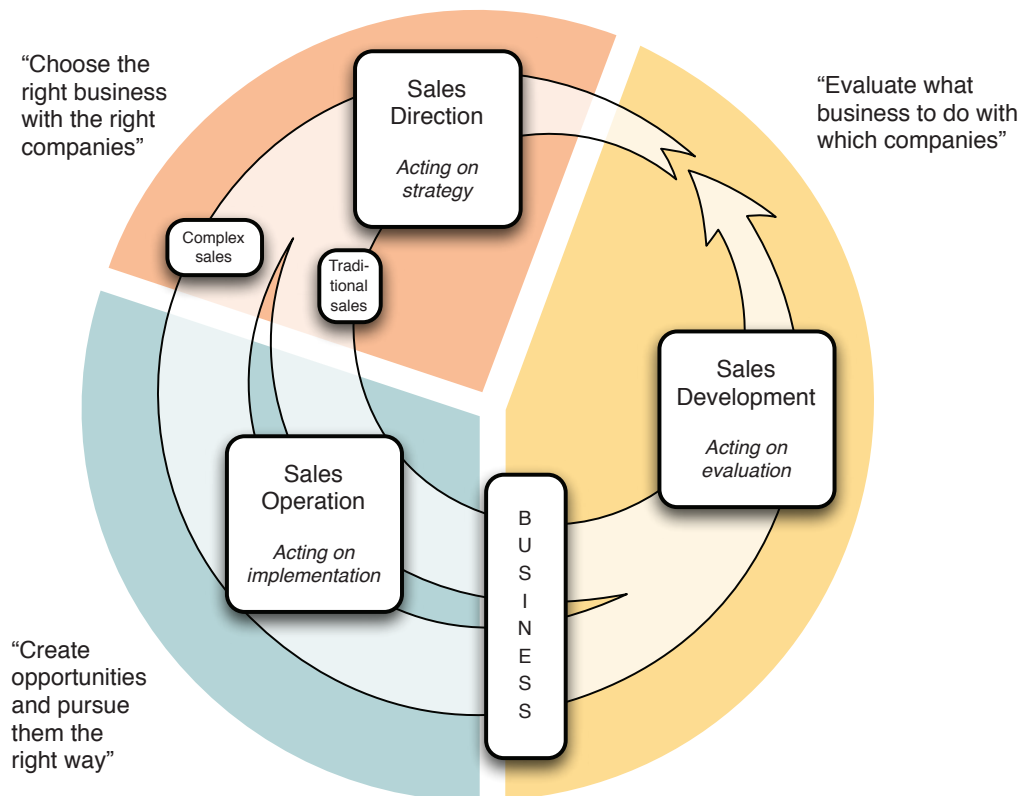 “Choose the
right business
with the right
companies”
Sales
Direction
Acting on
strategy
“Evaluate what
business to do with
which companies”
Complex
sales
Tradi-
tional
sales
Sales
Development
Acting on
evaluation
Sales
Operation
Acting on
implementation
B
U
S
I
N
E
S
S
“Create
opportunities
and pursue
them the
right way”